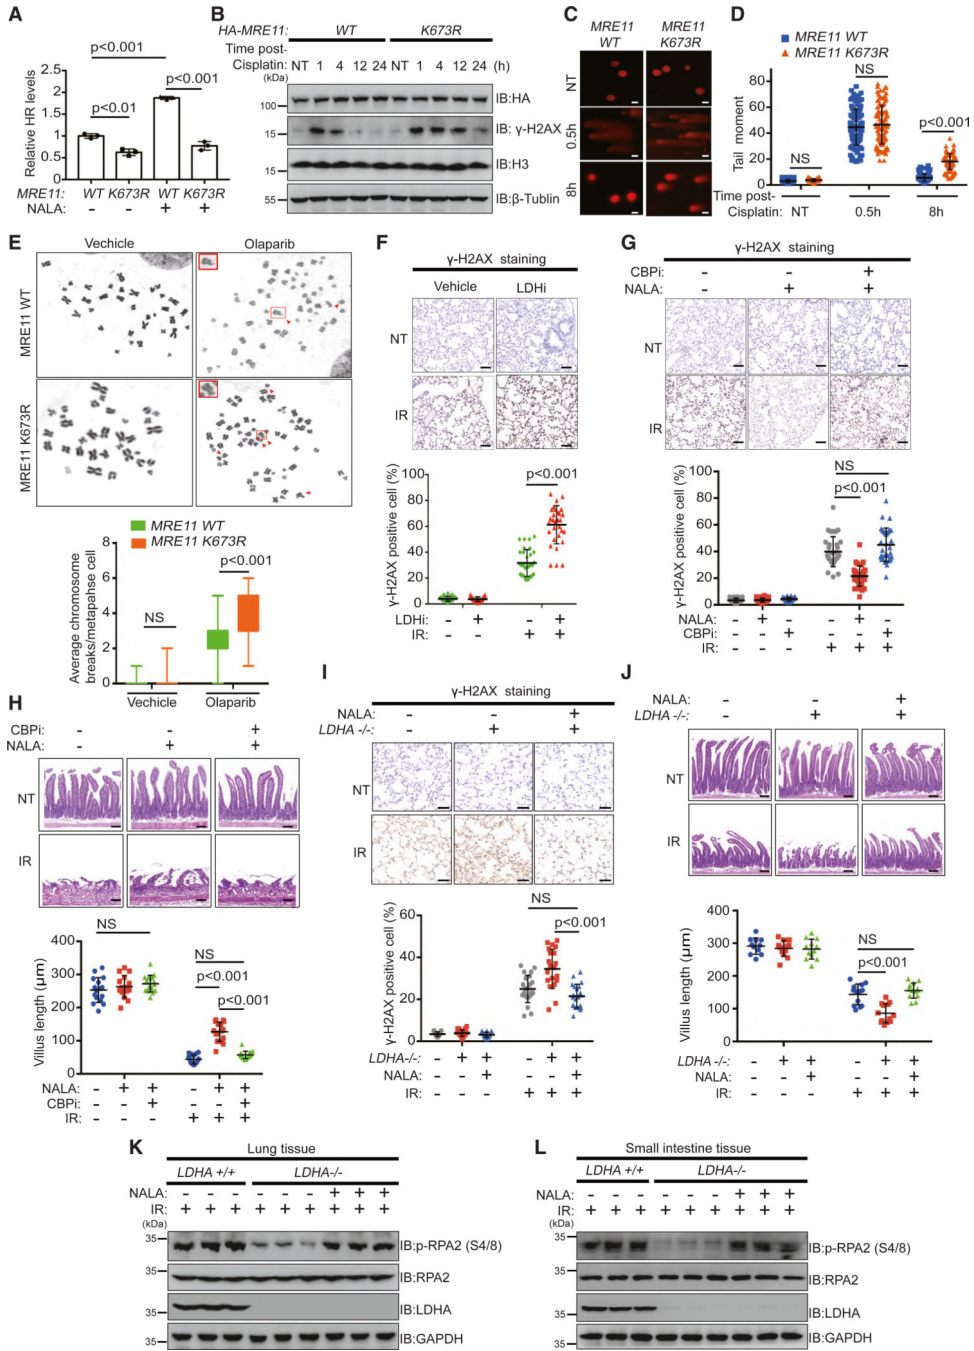 A
p<0.001
p<0.001
p<0.01
Relative HR levels
2.0
1.5
1.0
0.5
0.0
MRE11: WT K673R WT K673R
NALA: - - + +
B
HA-MRE11: WT K673R
Time post-
Cisplatin: NT 1 4 12 24 NT 1 4 12 24 (h)
(kDa)
100
IB:HA
15
IB: γ-H2AX
15
IB:H3
55
IB:β-Tublin
C
MRE11 WT
MRE11 K673R
NT
0.5h
8h
D
MRE11 WT
MRE11 K673R
Tail moment
100
80
60
40
20
0
NS
NS
p<0.001
Time post-
Cisplatin: NT 0.5h 8h
E
Vechicle
Olaparib
MRE11 WT
MRE11 K673R
MRE11 WT
MRE11 K673R
Average chromosome
breaks/metapahse cell
8
6
4
2
0
NS
p<0.001
Vechicle
Olaparib
F
γ-H2AX staining
Vehicle
LDHi
NT
IR
γ-H2AX positive cell (%)
100
80
60
40
20
0
p<0.001
LDHi: - + - +
IR: - - + +
G
γ-H2AX staining
CBPi: - - +
NALA: - + +
NT
IR
γ-H2AX positive cell (%)
100
80
60
40
20
0
NS
p<0.001
NALA: - + - - + -
CBPi: - - + - - +
IR: - - - + + +
H
CBPi: - - +
NALA: - + +
NT
IR
Villus length (µm)
400
300
200
100
0
NS
NS
p<0.001
p<0.001
NALA: - + + - + +
CBPi: - - + - - +
IR: - - - + + +
I
γ-H2AX staining
NALA: - - +
LDHA -/-: - + +
NT
IR
γ-H2AX positive cell (%)
60
40
20
0
NS
p<0.001
LDHA-/-: - + + - + +
NALA: - - + - - +
IR: - - - + + +
J
NALA: - - +
LDHA -/-: - + +
NT
IR
Villus length (µm)
400
300
200
100
0
NS
p<0.001
LDHA -/-: - + + - + +
NALA: - - + - - +
IR: - - - + + +
K
Lung tissue
LDHA +/+ LDHA-/-
NALA: - - - - - - + + +
IR: + + + + + + + + +
(kDa)
35
IB:p-RPA2 (S4/8)
35
IB:RPA2
35
IB:LDHA
35
IB:GAPDH
L
Small intestine tissue
LDHA +/+ LDHA-/-
NALA: - - - - - - + + +
IR: + + + + + + + + +
(kDa)
35
IB:p-RPA2 (S4/8)
35
IB:RPA2
35
IB:LDHA
35
IB:GAPDH